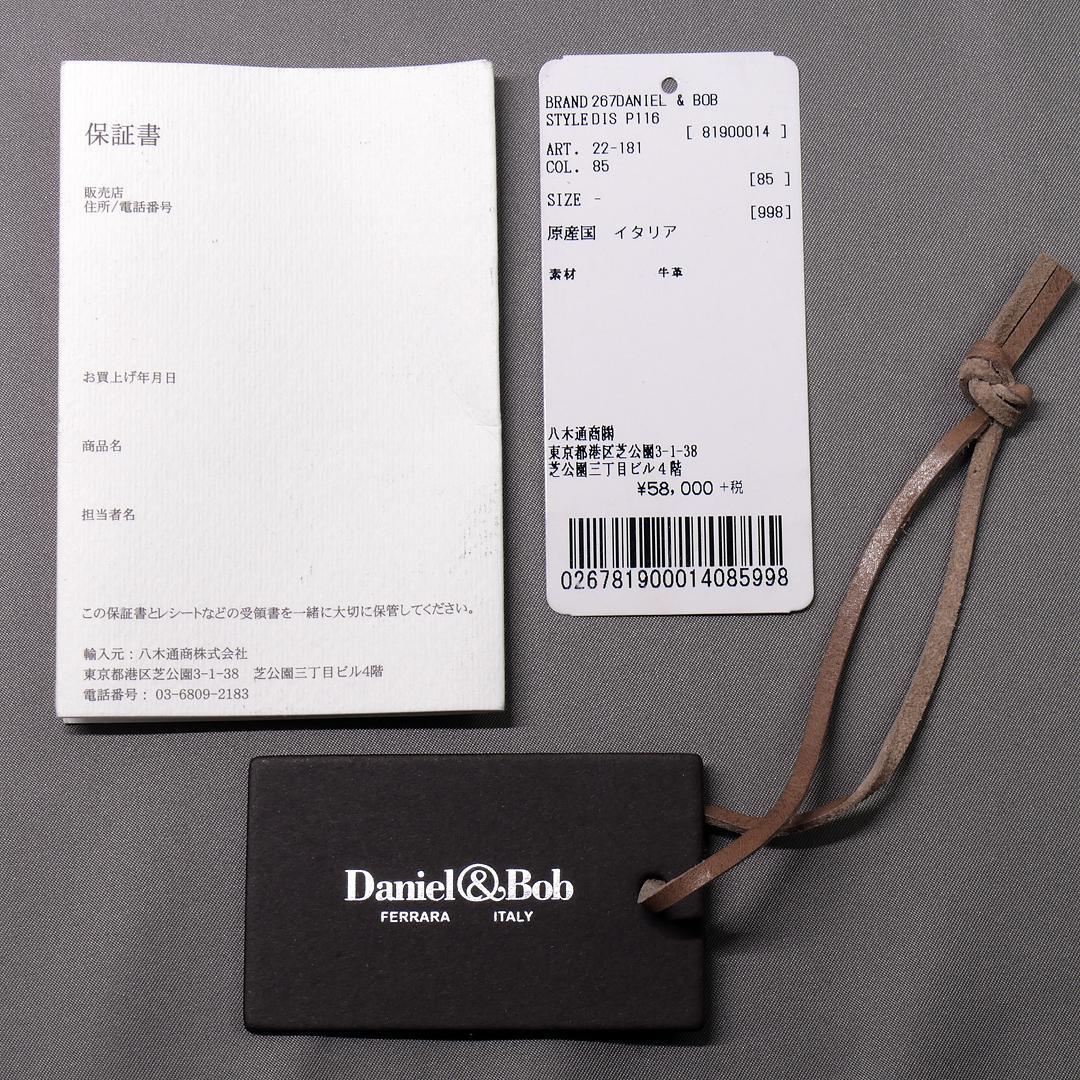 保証書
販売店
住所/電話番号
お買上げ年月日
商品名
担当者名
この保証書とレシートなどの受領書を一緒に大切に保管してください。
輸入元：八木通商株式会社
東京都港区芝公園3-1-38　芝公園三丁目ビル4階
電話番号： 03-6809-2183
BRAND 267DANIEL & BOB
STYLE DIS P116
[ 81900014 ]
ART. 22-181
COL. 85
[85 ]
SIZE -
[998]
原産国　イタリア
素材　牛革
八木通商㈱
東京都港区芝公園3-1-38
芝公園三丁目ビル４階
¥58,000 +税
026781900014085998
Daniel&Bob
FERRARA ITALY